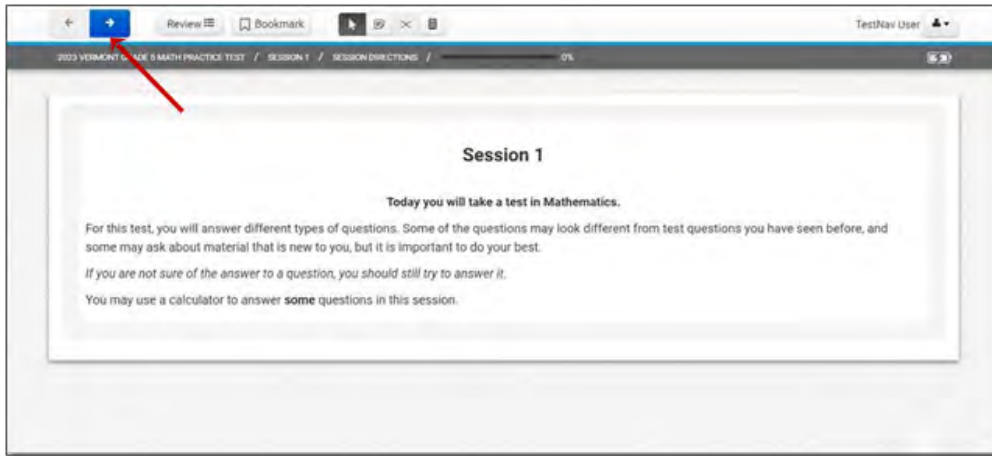 Review Bookmark TestNav User
2023 VERMONT GRADE 6 MATH PRACTICE TEST / SESSION 1 / SESSION DIRECTIONS / 0%
Session 1
Today you will take a test in Mathematics.
For this test, you will answer different types of questions. Some of the questions may look different from test questions you have seen before, and
some may ask about material that is new to you, but it is important to do your best.
If you are not sure of the answer to a question, you should still try to answer it.
You may use a calculator to answer some questions in this session.